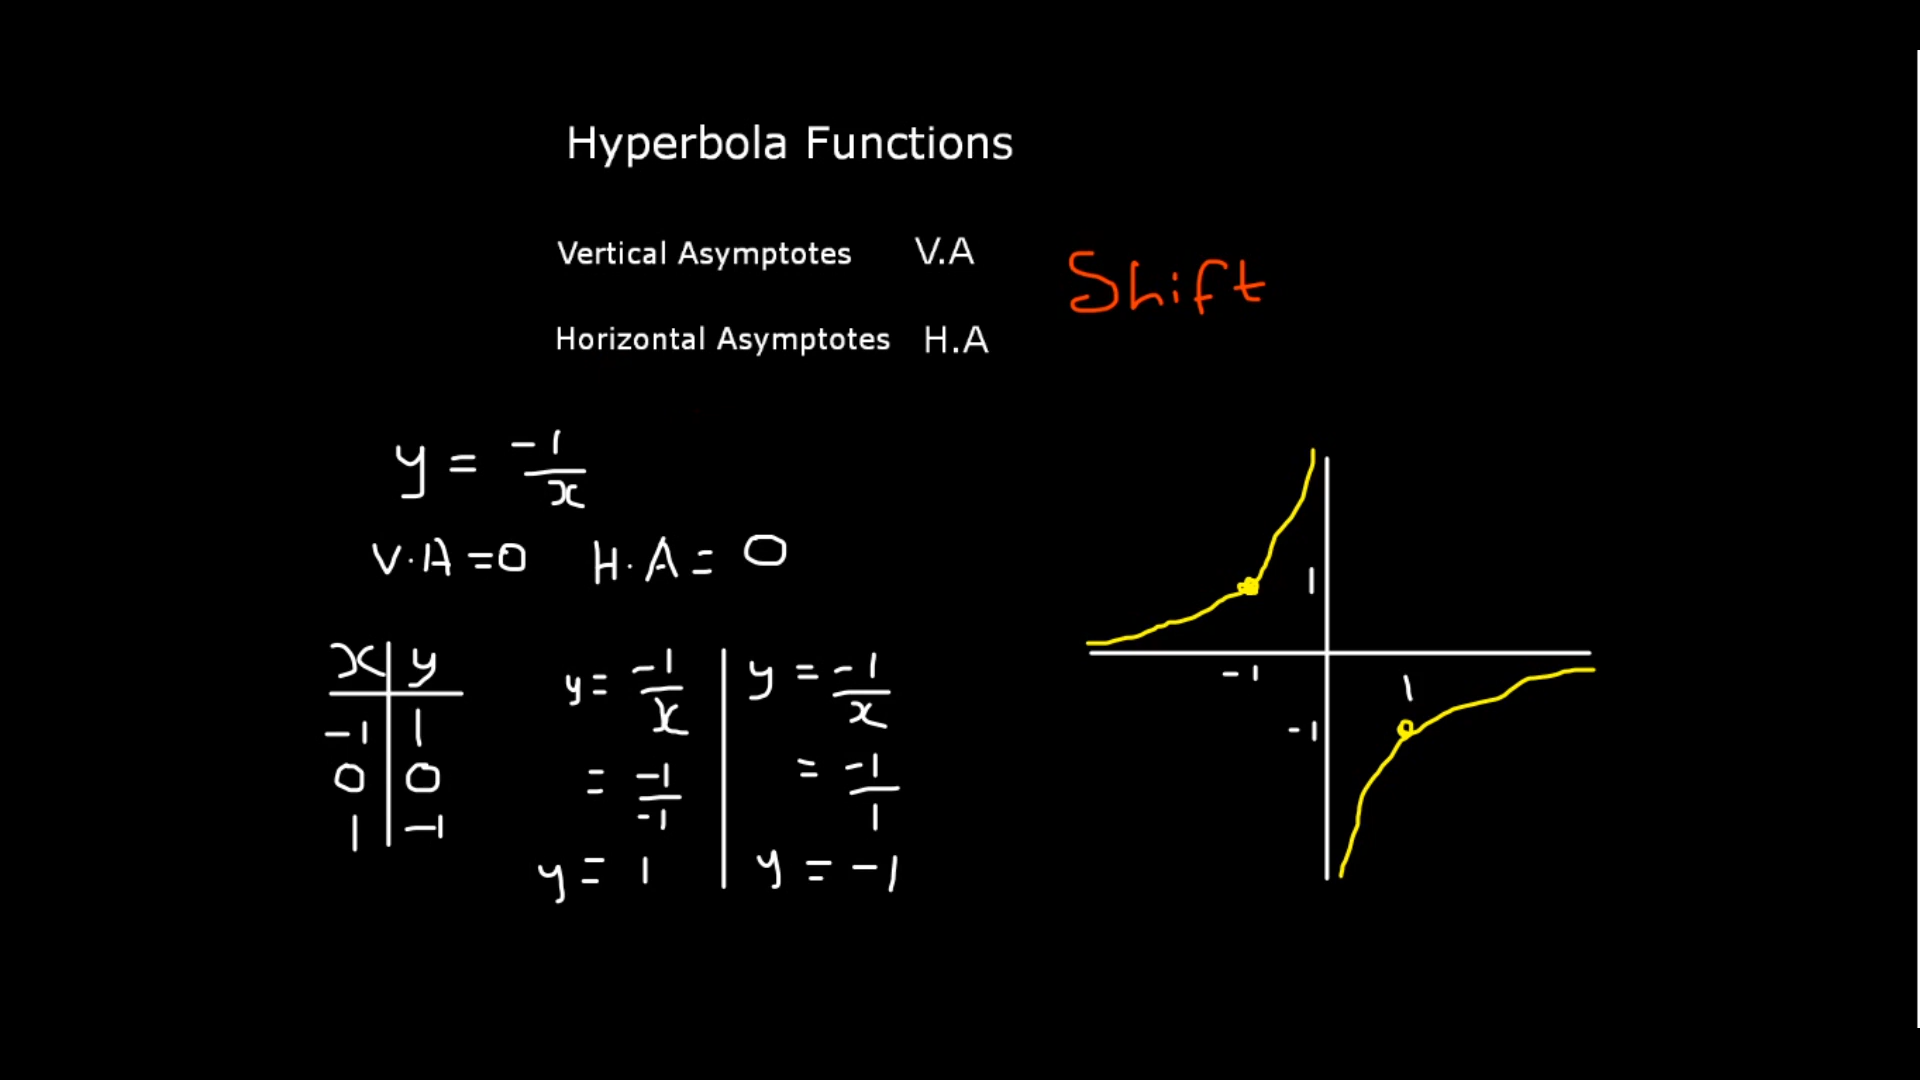 Hyperbola Functions
Vertical Asymptotes V.A
Shift
Horizontal Asymptotes H.A
y = -1/x
V.A = 0 H.A = 0
x y
-1 1
0 0
1 -1
y = -1/x
= -1/-1
y = 1
y = -1/x
= -1/1
y = -1
1
-1 1
-1